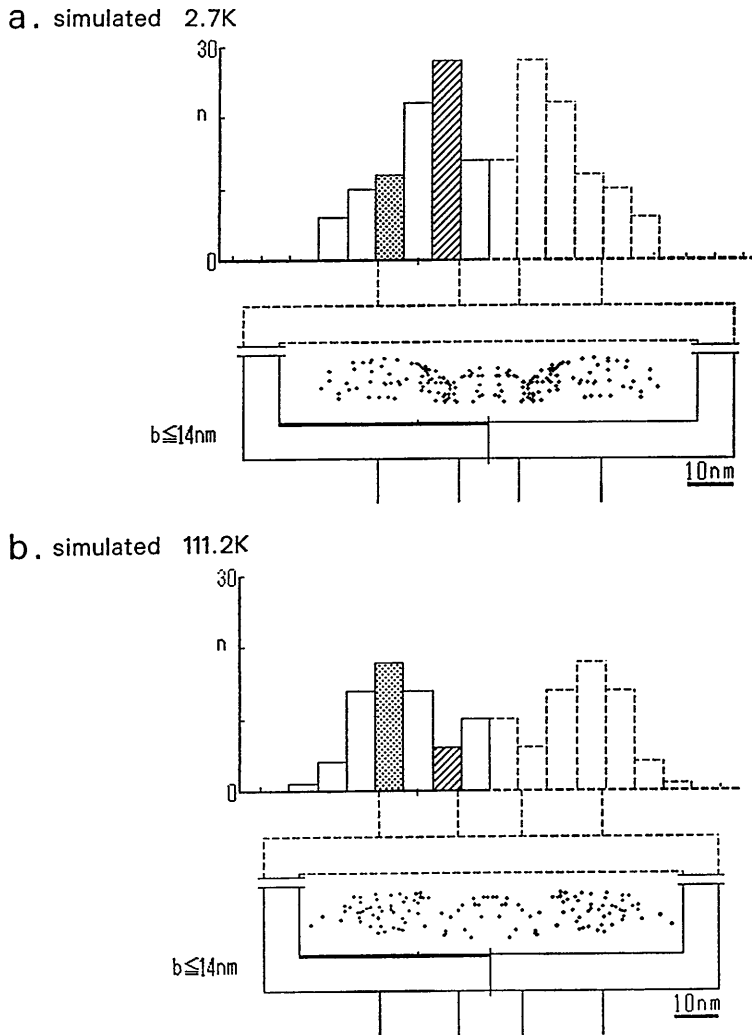 a. simulated 2.7K
30
n
0
b≦14nm
10nm
b. simulated 111.2K
30
n
0
b≦14nm
10nm